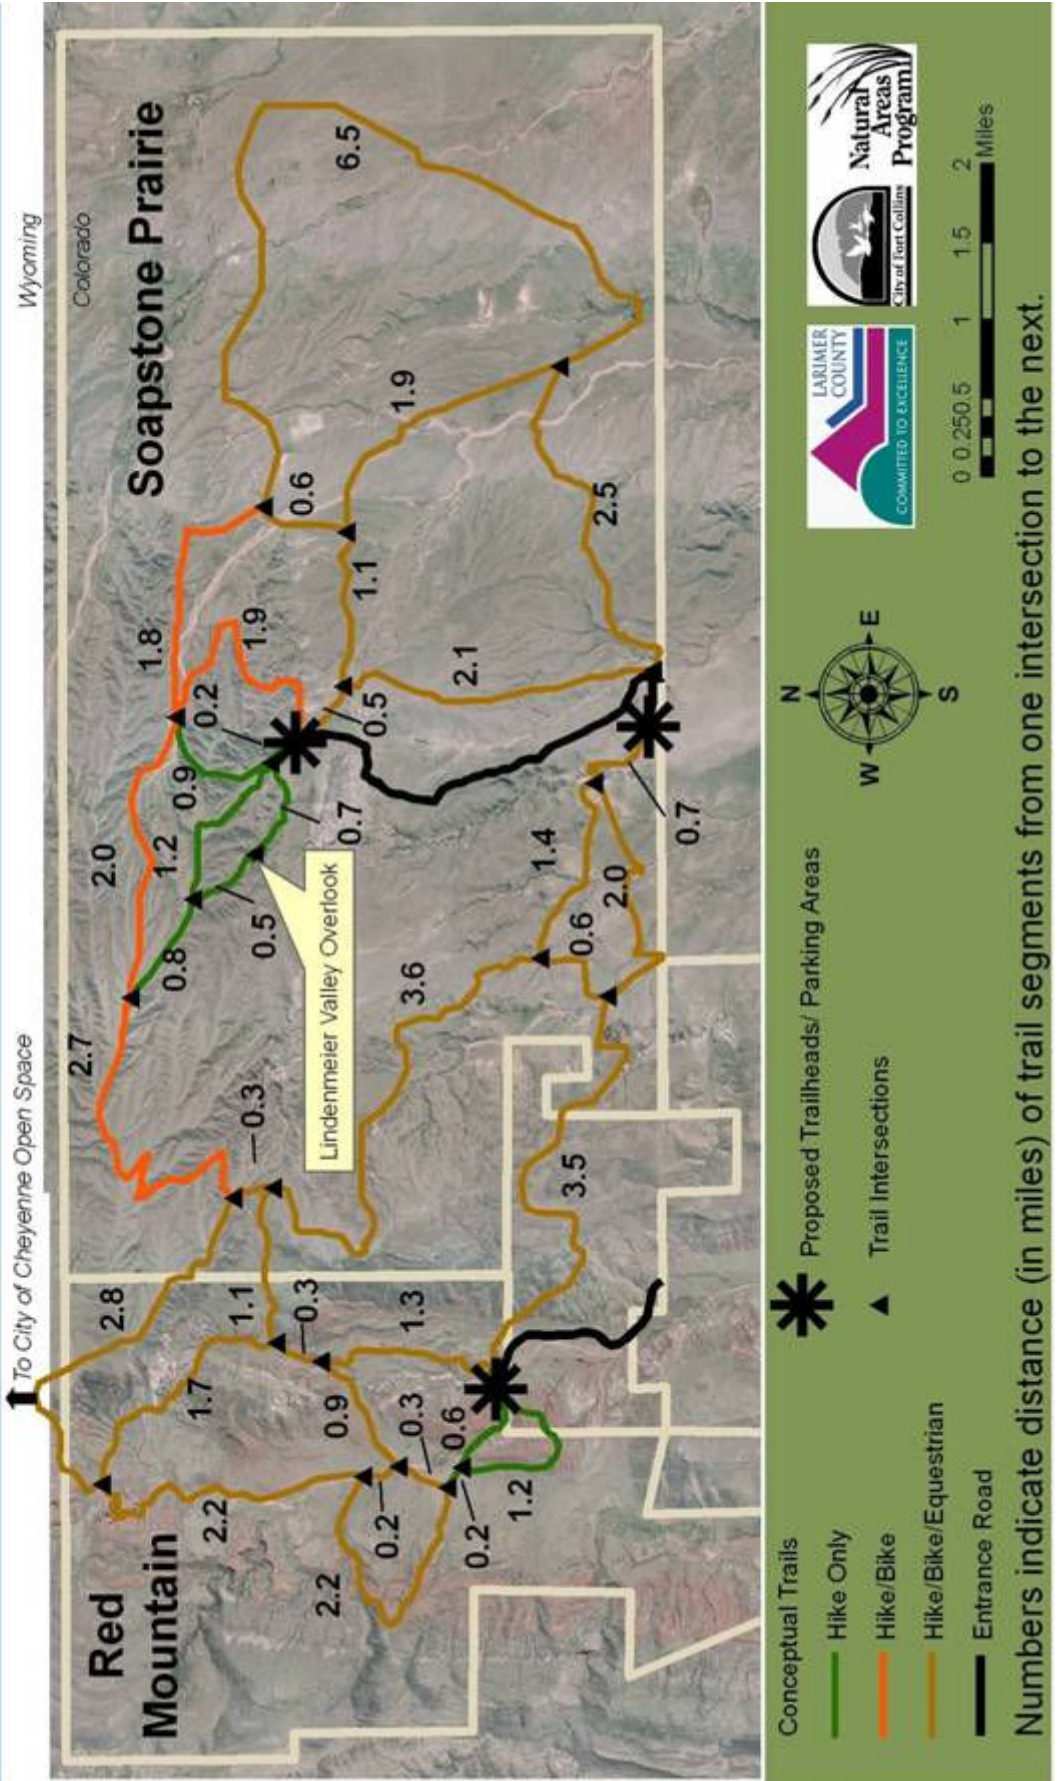 To City of Cheyenne Open Space
Wyoming
Colorado
Red
Mountain
Soapstone Prairie
2.8
2.7
2.0
1.8
1.7
1.1
0.3
0.8
1.2
0.9
0.2
1.9
0.6
6.5
2.2
0.3
0.5
0.7
0.5
1.1
1.9
Lindenmeier Valley Overlook
0.9
1.3
3.6
2.1
2.2
0.2
0.3
0.6
1.4
2.5
0.2
1.2
3.5
0.6
2.0
0.7
Conceptual Trails
Hike Only
Hike/Bike
Hike/Bike/Equestrian
Entrance Road
Proposed Trailheads/ Parking Areas
Trail Intersections
N
W
E
S
LARIMER
COUNTY
COMMITTED TO EXCELLENCE
City of Fort Collins
Natural
Areas
Program
0 0.250.5 1 1.5 2
Miles
Numbers indicate distance (in miles) of trail segments from one intersection to the next.